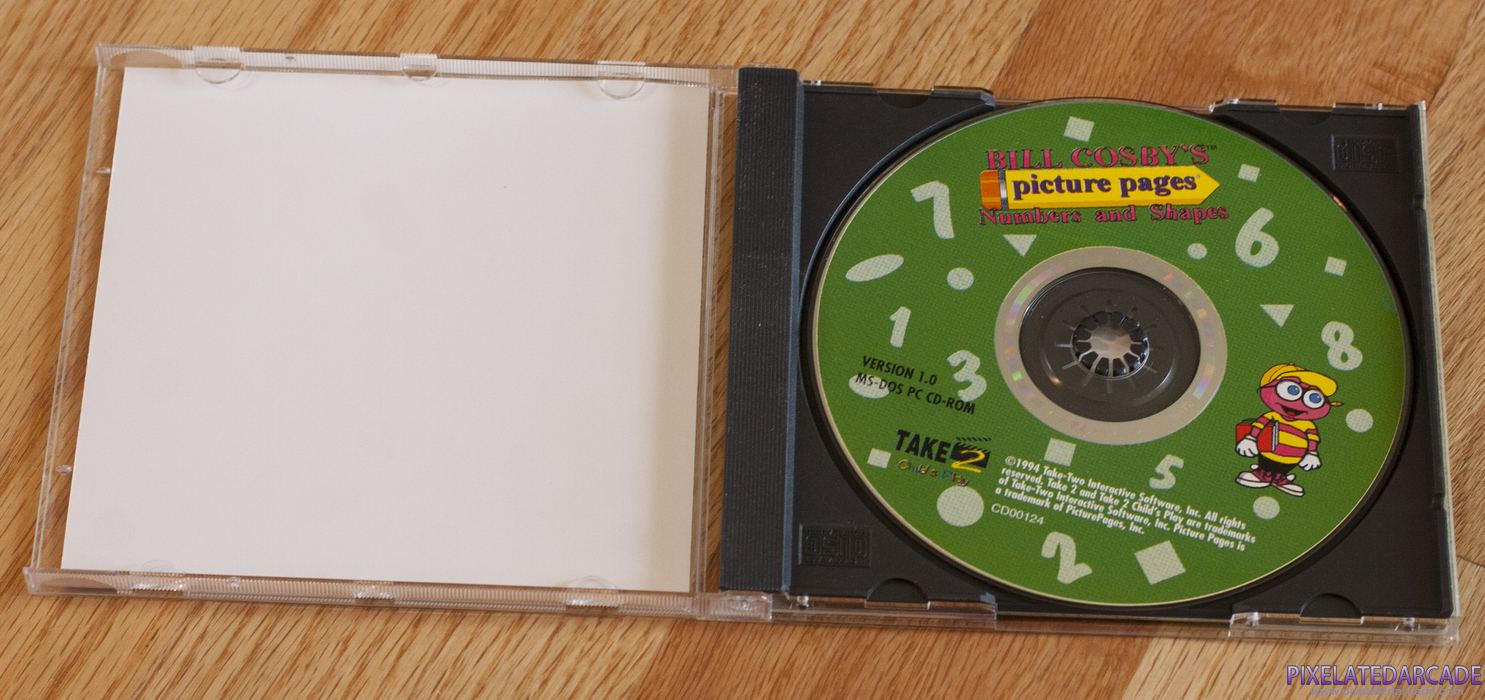 BILL COSBY'S™
picture pages®
Numbers and Shapes
7
6
1
8
3
VERSION 1.0
MS-DOS PC CD-ROM
TAKE 2
Child's Play
5
©1994 Take-Two Interactive Software, Inc. All rights
reserved. Take 2 and Take 2 Child's Play are trademarks
of Take-Two Interactive Software, Inc. Picture Pages is
a trademark of PicturePages, Inc.
CD00124
2
PIXELATEDARCADE